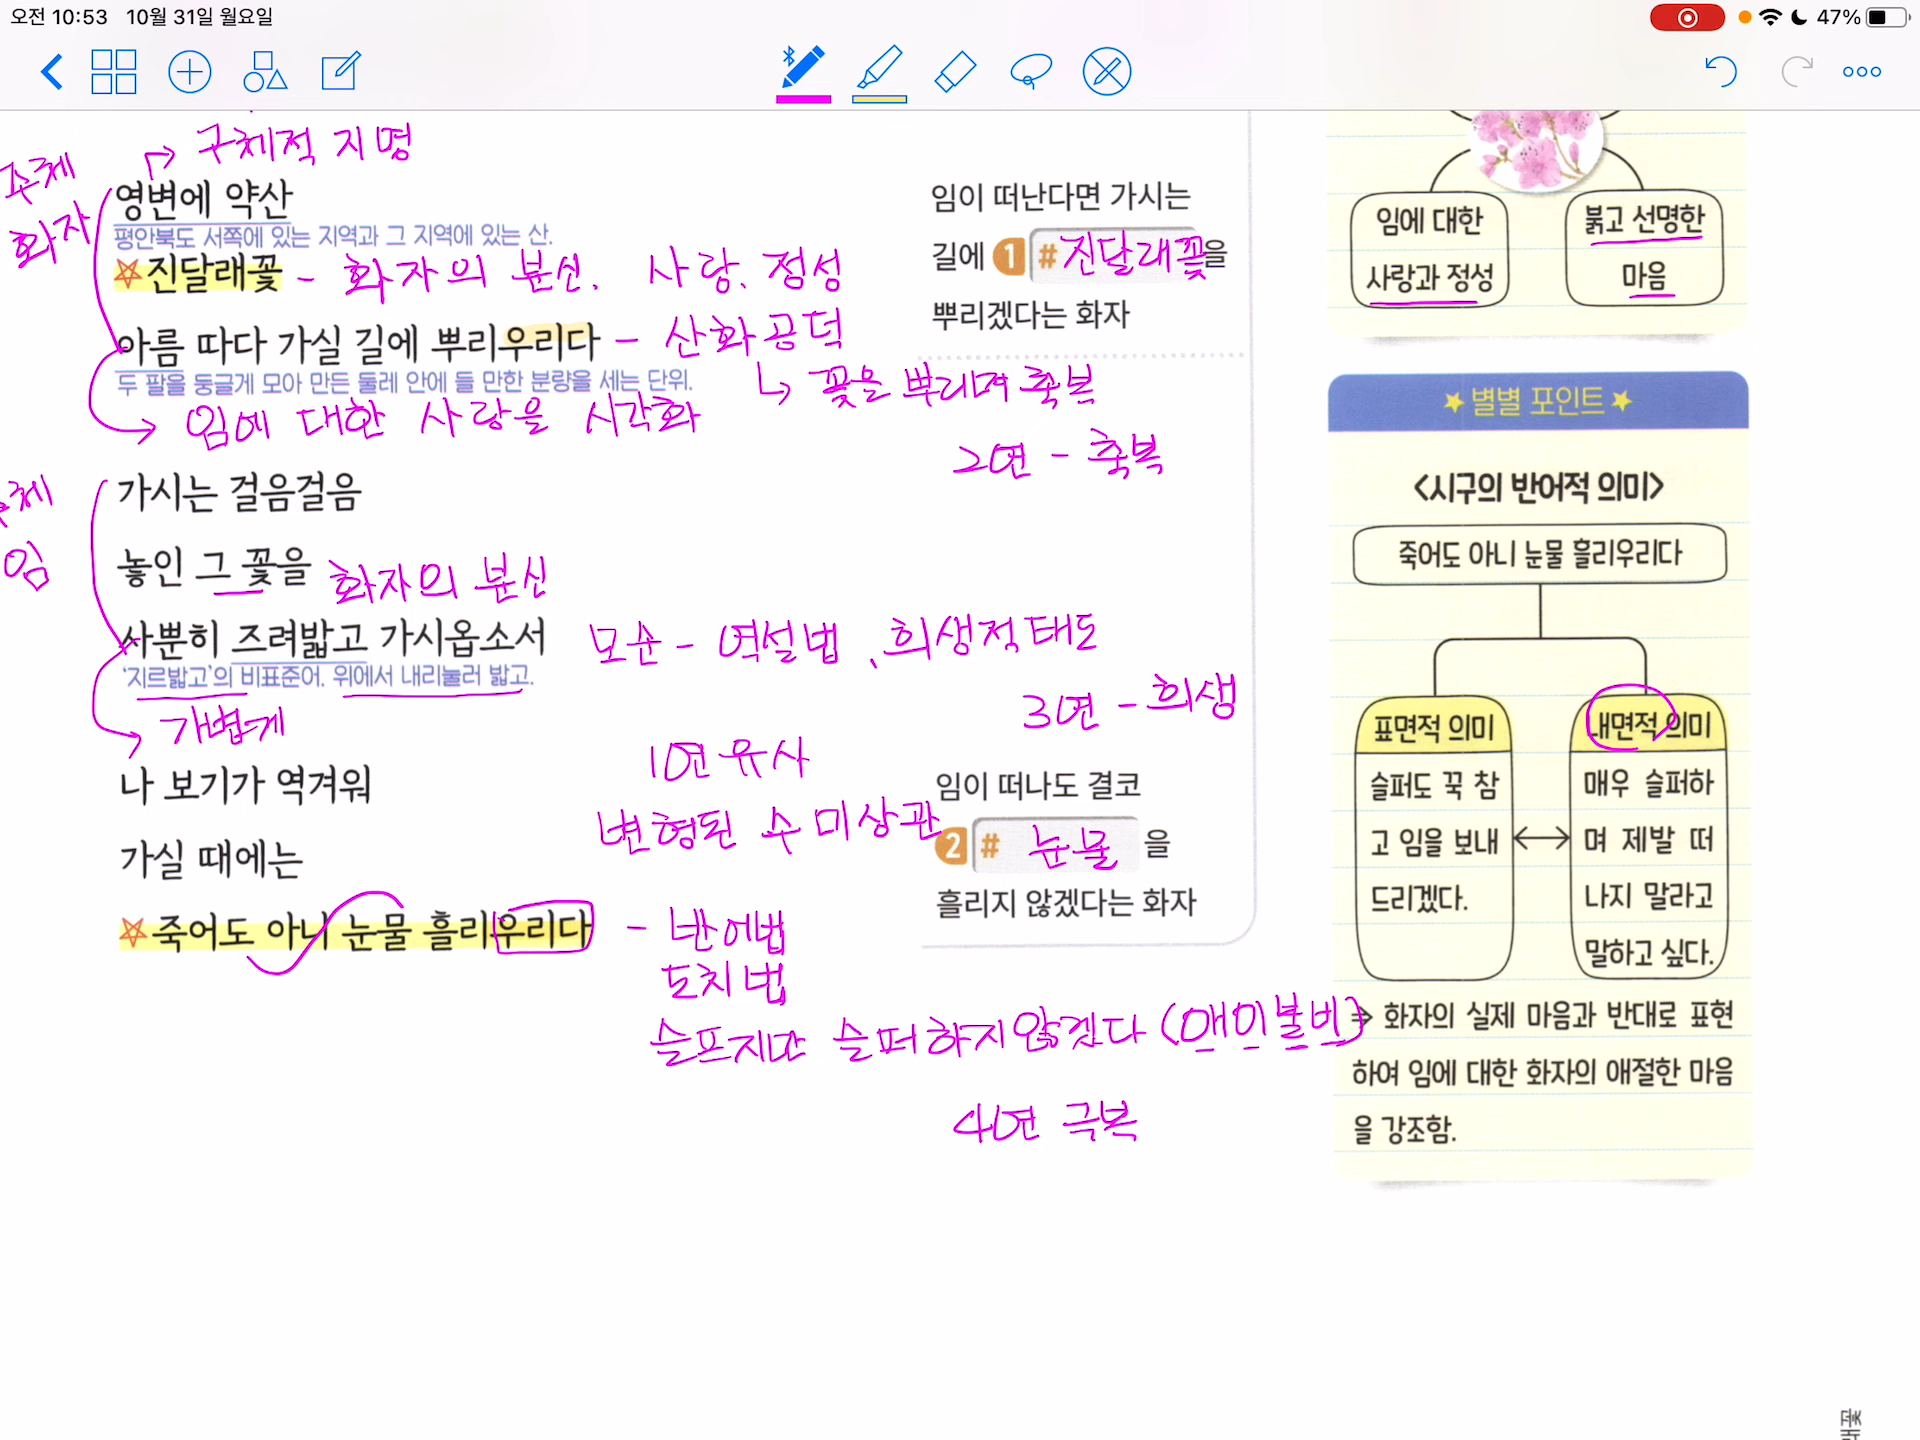 오전 10:53 10월 31일 월요일
47%
구체적 지명
주체
화자
영변에 약산
평안북도 서쪽에 있는 지역과 그 지역에 있는 산.
진달래꽃 - 화자의 분신. 사랑. 정성
아름 따다 가실 길에 뿌리우리다 - 산화공덕
두 팔을 둥글게 모아 만든 둘레 안에 들 만한 분량을 세는 단위.
꽃을 뿌리며 축복
임에 대한 사랑을 시각화
2연 - 축복
체
임
가시는 걸음걸음
놓인 그 꽃을 화자의 분신
사뿐히 즈려밟고 가시옵소서 모순 - 역설법, 희생적 태도
'지르밟고'의 비표준어. 위에서 내리눌러 밟고.
가볍게
3연 - 희생
1연 유사
변형된 수미상관
나 보기가 역겨워
가실 때에는
죽어도 아니 눈물 흘리우리다 - 반어법
도치법
슬프지만 슬퍼하지 않겠다 (애이불비)
4연 극복
임이 떠난다면 가시는
길에 1 # 진달래꽃을
뿌리겠다는 화자
임이 떠나도 결코
2 # 눈물 을
흘리지 않겠다는 화자
임에 대한
사랑과 정성
붉고 선명한
마음
별별 포인트
<시구의 반어적 의미>
죽어도 아니 눈물 흘리우리다
표면적 의미
슬퍼도 꾹 참
고 임을 보내
드리겠다.
내면적 의미
매우 슬퍼하
며 제발 떠
나지 말라고
말하고 싶다.
⇒ 화자의 실제 마음과 반대로 표현
하여 임에 대한 화자의 애절한 마음
을 강조함.
래꽃